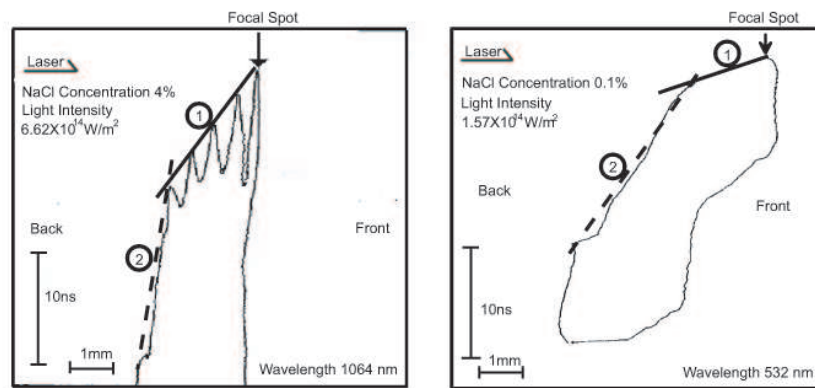 Focal Spot
Laser
NaCl Concentration 4%
Light Intensity
6.62X10¹⁴W/m²
1
2
Back
Front
10ns
1mm
Wavelength 1064 nm
Focal Spot
Laser
NaCl Concentration 0.1%
Light Intensity
1.57X10¹⁴W/m²
1
2
Back
Front
10ns
1mm
Wavelength 532 nm